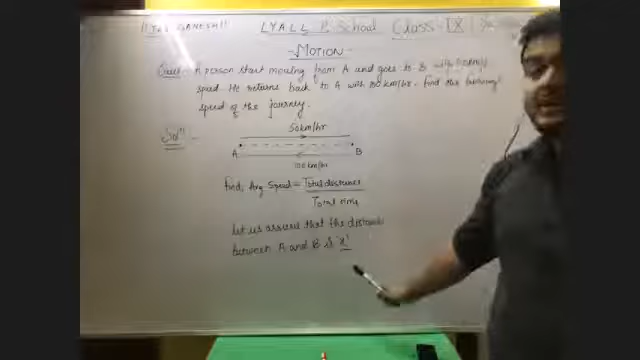 !! JAI GANESH !! LYALL P. School Class-IX
MOTION
Ques:- A person start moving from A and goes to B with 50km/hr
speed. He returns back to A with 100 km/hr. Find the average
speed of the journey.
Solⁿ -
50km/hr
A B
100 km/hr
Find, Avg Speed = Total distance
Total time
Let us assume that the distance
between A and B is 'x'